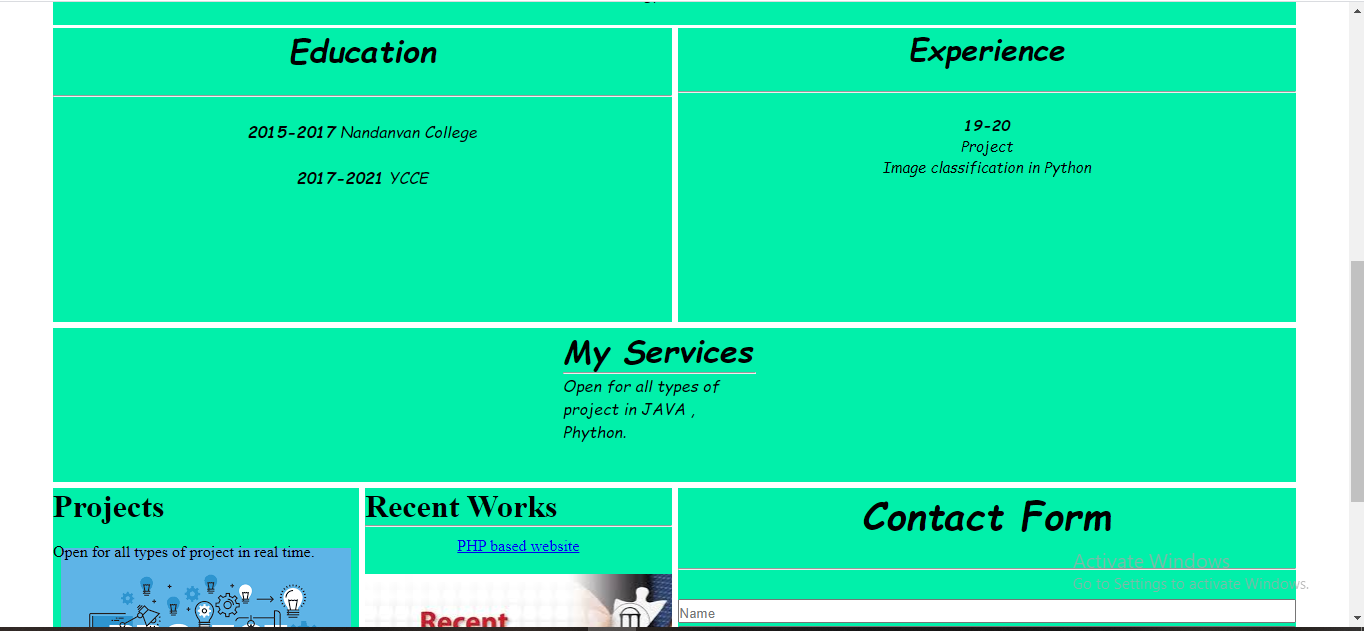 Education
2015-2017 Nandanvan College
2017-2021 YCCE
Experience
19-20
Project
Image classification in Python
My Services
Open for all types of
project in JAVA ,
Phython.
Projects
Open for all types of project in real time.
Recent Works
PHP based website
Recent
Contact Form
Activate Windows
Go to Settings to activate Windows.
Name